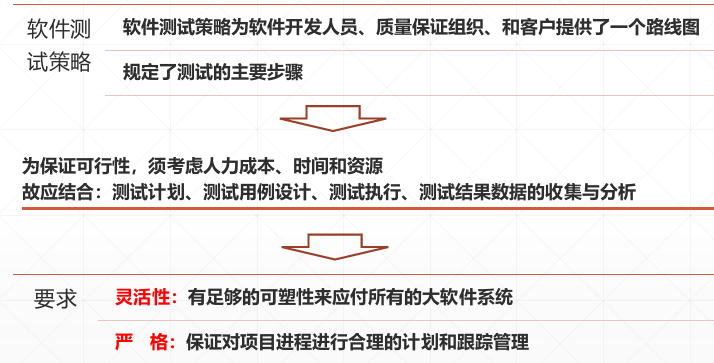 软件测
试策略
软件测试策略为软件开发人员、质量保证组织、和客户提供了一个路线图
规定了测试的主要步骤
为保证可行性，须考虑人力成本、时间和资源
故应结合：测试计划、测试用例设计、测试执行、测试结果数据的收集与分析
要求
灵活性：有足够的可塑性来应付所有的大软件系统
严 格：保证对项目进程进行合理的计划和跟踪管理